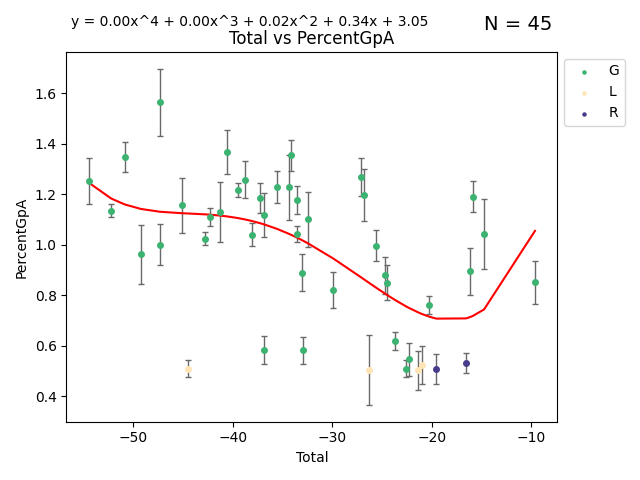 y = 0.00x^4 + 0.00x^3 + 0.02x^2 + 0.34x + 3.05
N = 45
Total vs PercentGpA
G
L
R
PercentGpA
1.6
1.4
1.2
1.0
0.8
0.6
0.4
−50 −40 −30 −20 −10
Total